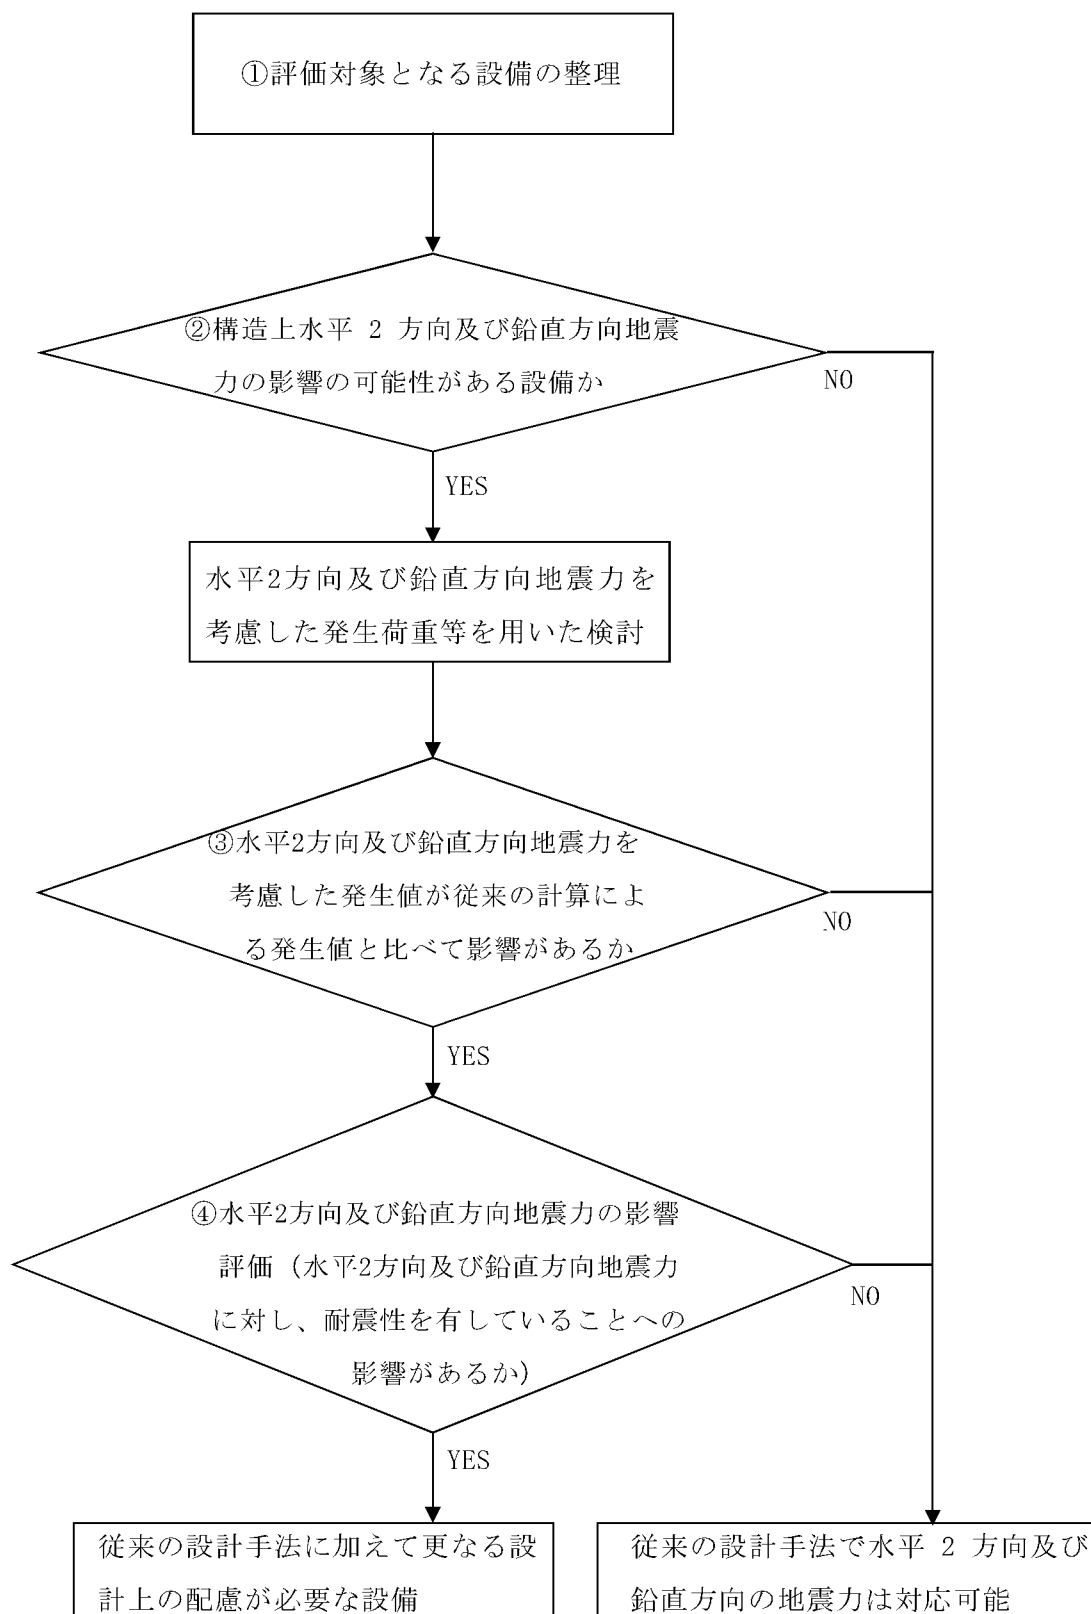 ①評価対象となる設備の整理
②構造上水平 2 方向及び鉛直方向地震
力の影響の可能性がある設備か
NO
YES
水平2方向及び鉛直方向地震力を
考慮した発生荷重等を用いた検討
③水平2方向及び鉛直方向地震力を
考慮した発生値が従来の計算によ
る発生値と比べて影響があるか
NO
YES
④水平2方向及び鉛直方向地震力の影響
評価（水平2方向及び鉛直方向地震力
に対し、耐震性を有していることへの
影響があるか）
NO
YES
従来の設計手法に加えて更なる設
計上の配慮が必要な設備
従来の設計手法で水平 2 方向及び
鉛直方向の地震力は対応可能